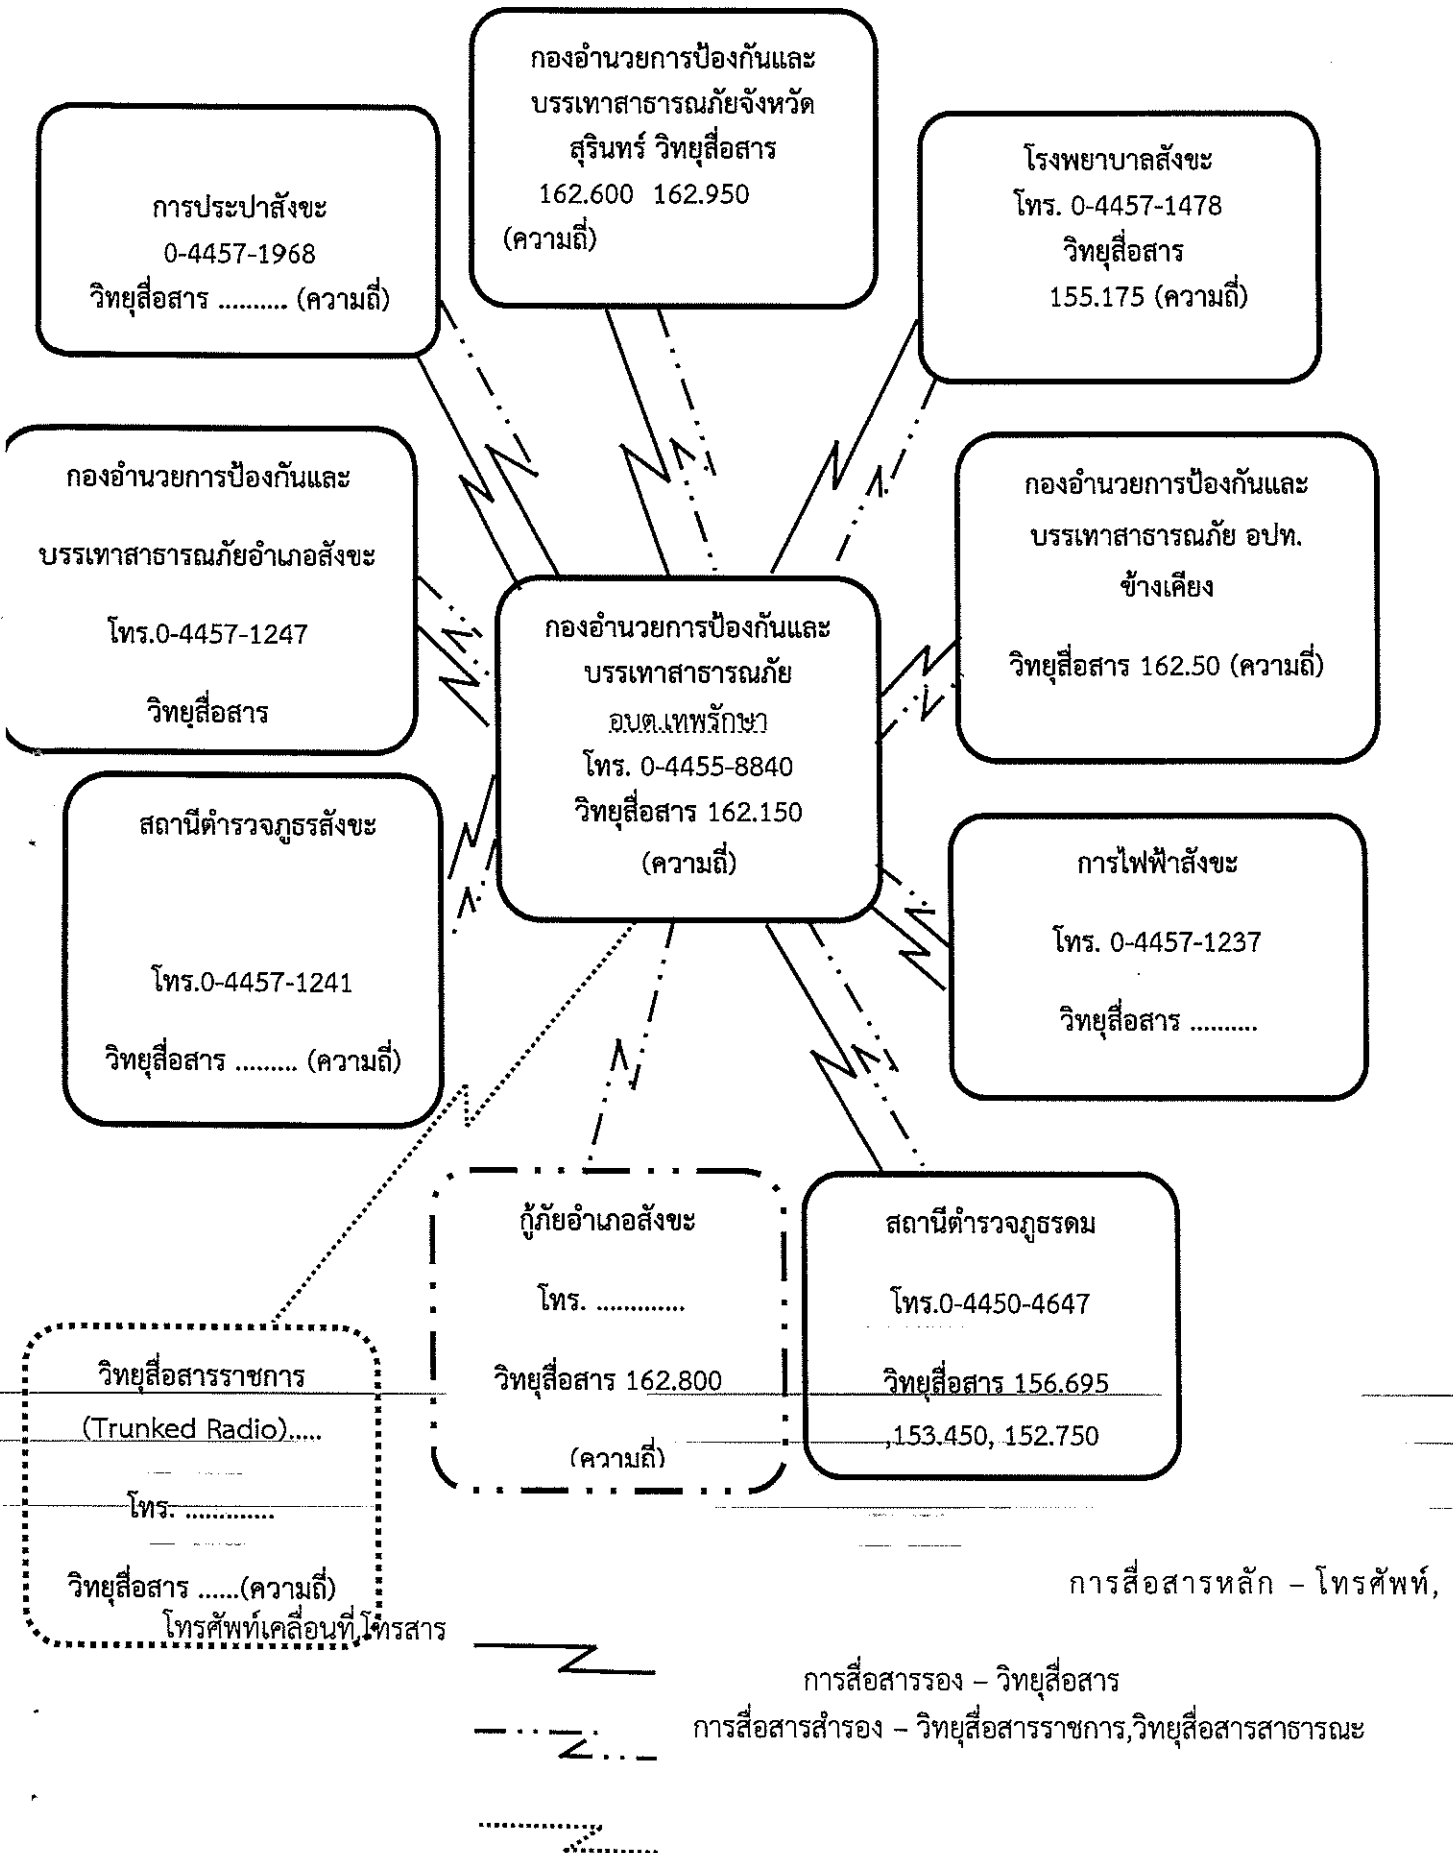 กองอำนวยการป้องกันและ
บรรเทาสาธารณภัยจังหวัด
สุรินทร์ วิทยุสื่อสาร
162.600 162.950
(ความถี่)
การประปาสังขะ
0-4457-1968
วิทยุสื่อสาร .......... (ความถี่)
โรงพยาบาลสังขะ
โทร. 0-4457-1478
วิทยุสื่อสาร
155.175 (ความถี่)
กองอำนวยการป้องกันและ
บรรเทาสาธารณภัยอำเภอสังขะ
โทร.0-4457-1247
วิทยุสื่อสาร
กองอำนวยการป้องกันและ
บรรเทาสาธารณภัย อปท.
ข้างเคียง
วิทยุสื่อสาร 162.50 (ความถี่)
กองอำนวยการป้องกันและ
บรรเทาสาธารณภัย
อบต.เทพรักษา
โทร. 0-4455-8840
วิทยุสื่อสาร 162.150
(ความถี่)
สถานีตำรวจภูธรสังขะ
โทร.0-4457-1241
วิทยุสื่อสาร ......... (ความถี่)
การไฟฟ้าสังขะ
โทร. 0-4457-1237
วิทยุสื่อสาร ..........
กู้ภัยอำเภอสังขะ
โทร. .............
วิทยุสื่อสาร 162.800
(ความถี่)
สถานีตำรวจภูธรดม
โทร.0-4450-4647
วิทยุสื่อสาร 156.695
,153.450, 152.750
วิทยุสื่อสารราชการ
(Trunked Radio).....
โทร. .............
วิทยุสื่อสาร ......(ความถี่)
การสื่อสารหลัก – โทรศัพท์,
โทรศัพท์เคลื่อนที่,โทรสาร
การสื่อสารรอง – วิทยุสื่อสาร
การสื่อสารสำรอง – วิทยุสื่อสารราชการ,วิทยุสื่อสารสาธารณะ